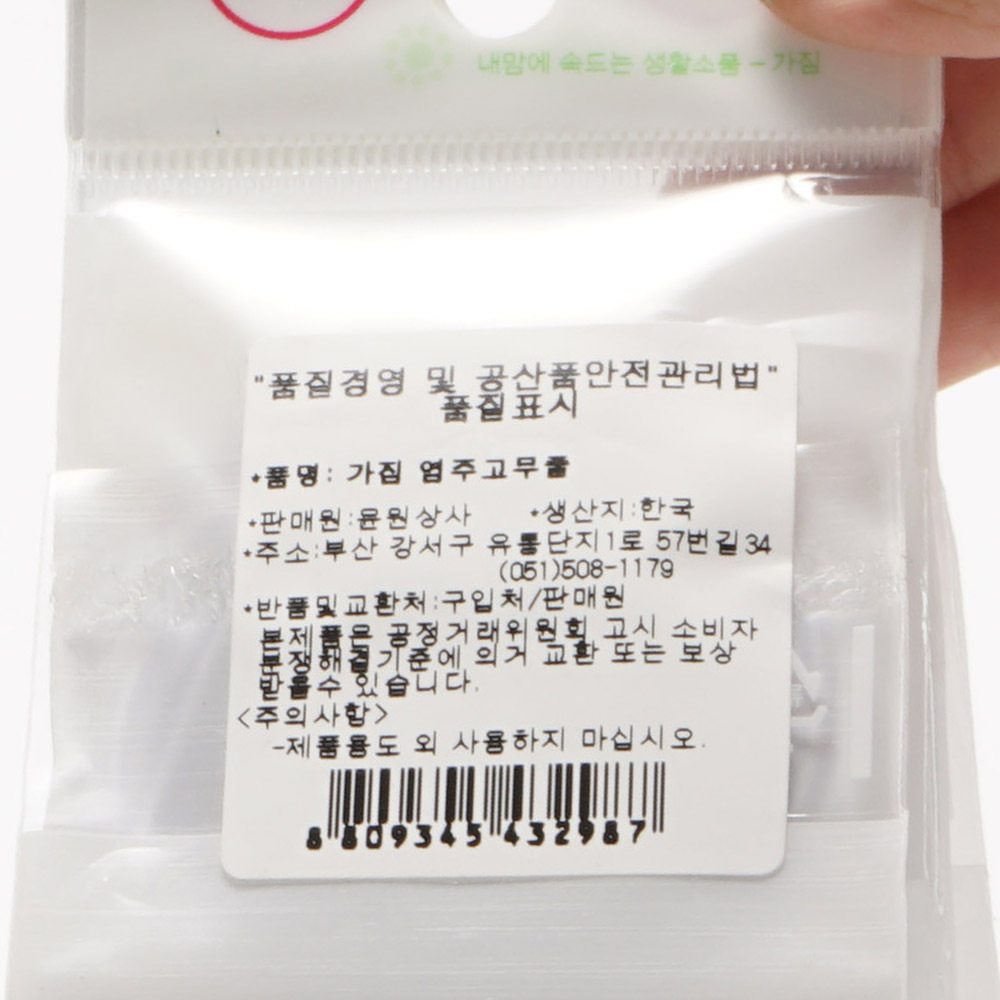 내맘에 속드는 생활소품 - 가짐
"품질경영 및 공산품안전관리법"
품질표시
*품명: 가짐 염주고무줄
*판매원:윤원상사 *생산지:한국
*주소:부산 강서구 유통단지1로 57번길34
(051)508-1179
*반품및교환처:구입처/판매원
본제품은 공정거래위원회 고시 소비자
분쟁해결기준에 의거 교환 또는 보상
받을수 있습니다.
<주의사항>
-제품용도 외 사용하지 마십시오.
8 809345 432987